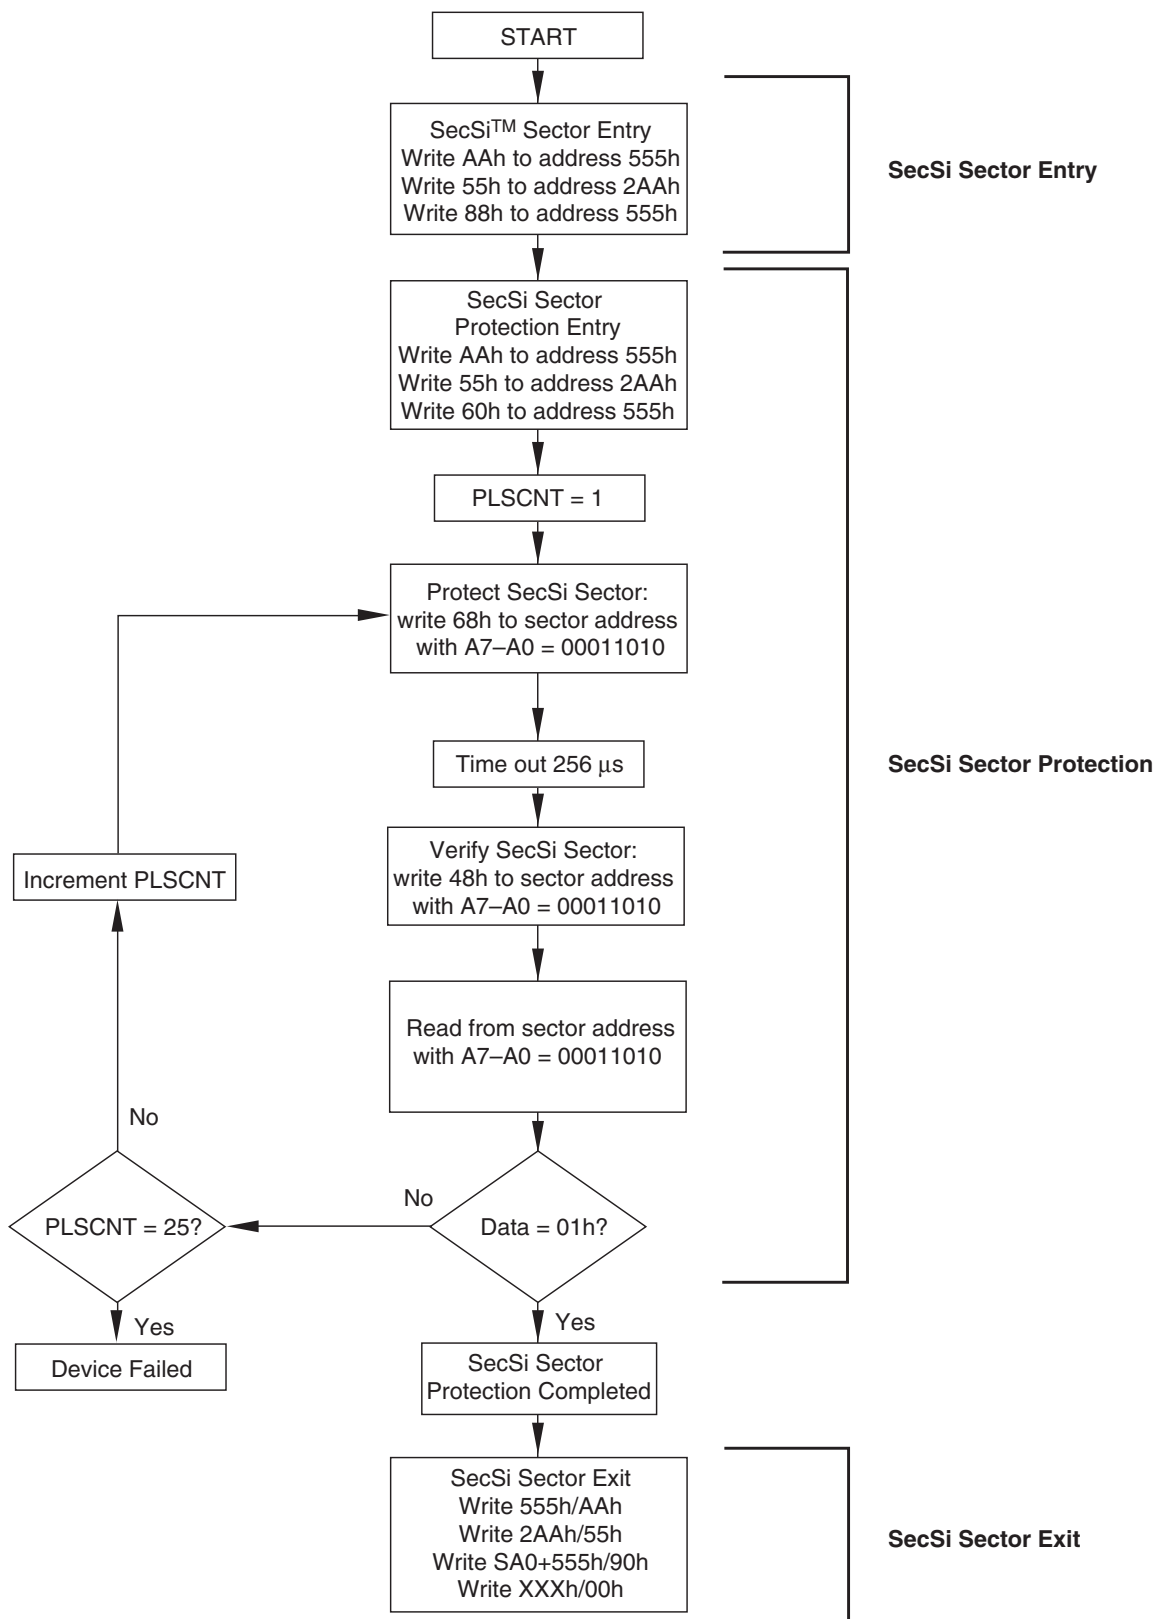 START
SecSi™ Sector Entry
Write AAh to address 555h
Write 55h to address 2AAh
Write 88h to address 555h
SecSi Sector Entry
SecSi Sector
Protection Entry
Write AAh to address 555h
Write 55h to address 2AAh
Write 60h to address 555h
PLSCNT = 1
Protect SecSi Sector:
write 68h to sector address
with A7–A0 = 00011010
Time out 256 µs
SecSi Sector Protection
Verify SecSi Sector:
write 48h to sector address
with A7–A0 = 00011010
Increment PLSCNT
Read from sector address
with A7–A0 = 00011010
No
No
PLSCNT = 25?
Data = 01h?
Yes
Yes
Device Failed
SecSi Sector
Protection Completed
SecSi Sector Exit
Write 555h/AAh
Write 2AAh/55h
Write SA0+555h/90h
Write XXXh/00h
SecSi Sector Exit